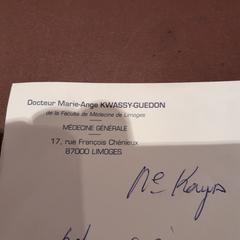 Docteur Marie-Ange KWASSY-GUEDON
de la Faculté de Médecine de Limoges
MÉDECINE GÉNÉRALE
17, rue François Chénieux
87000 LIMOGES